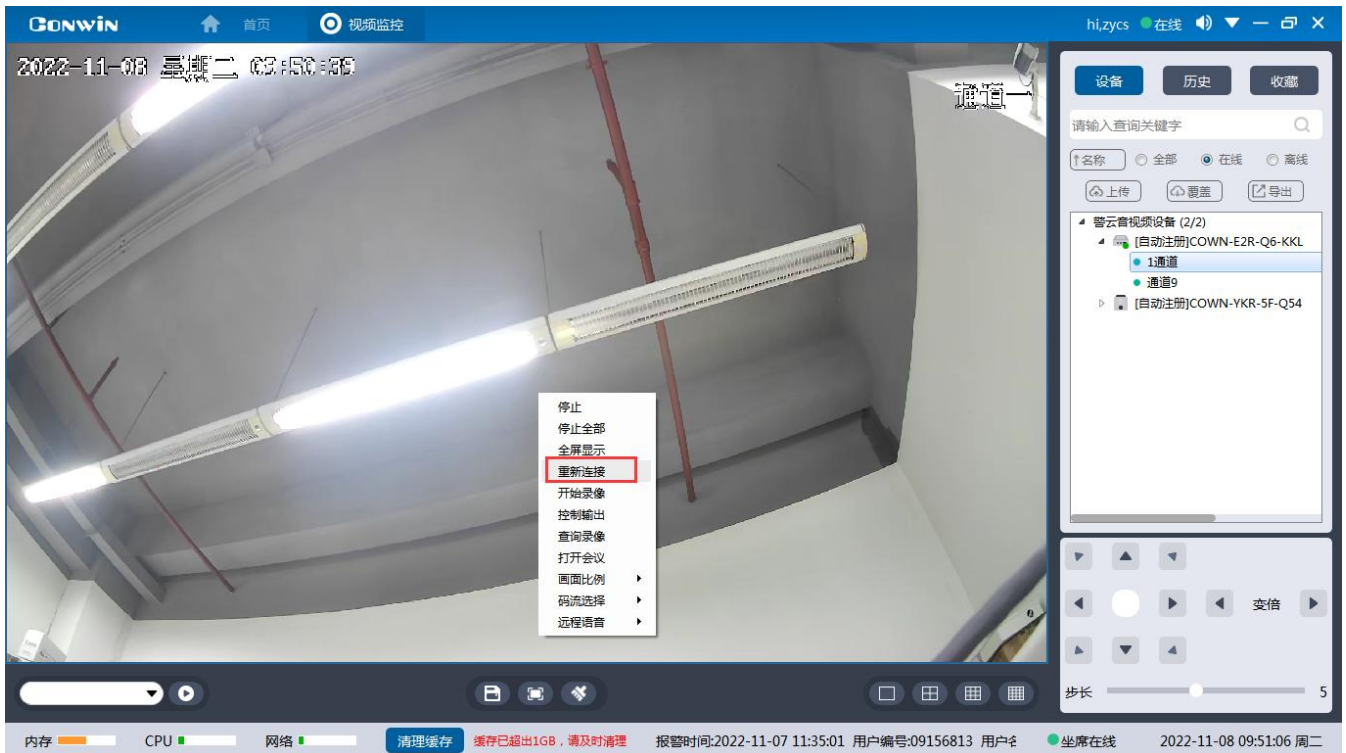 CONWIN 首页 视频监控 hi,zycs 在线
2022-11-08 星期二
通道一
设备 历史 收藏
请输入查询关键字
↑名称 全部 在线 离线
上传 覆盖 导出
警云音视频设备 (2/2)
[自动注册]COWN-E2R-Q6-KKL
1通道
通道9
[自动注册]COWN-YKR-5F-Q54
停止
停止全部
全屏显示
重新连接
开始录像
控制输出
查询录像
打开会议
画面比例
码流选择
远程语音
变倍
步长 5
内存 CPU 网络 清理缓存 缓存已超出1GB，请及时清理 报警时间:2022-11-07 11:35:01 用户编号:09156813 用户名 坐席在线 2022-11-08 09:51:06 周二